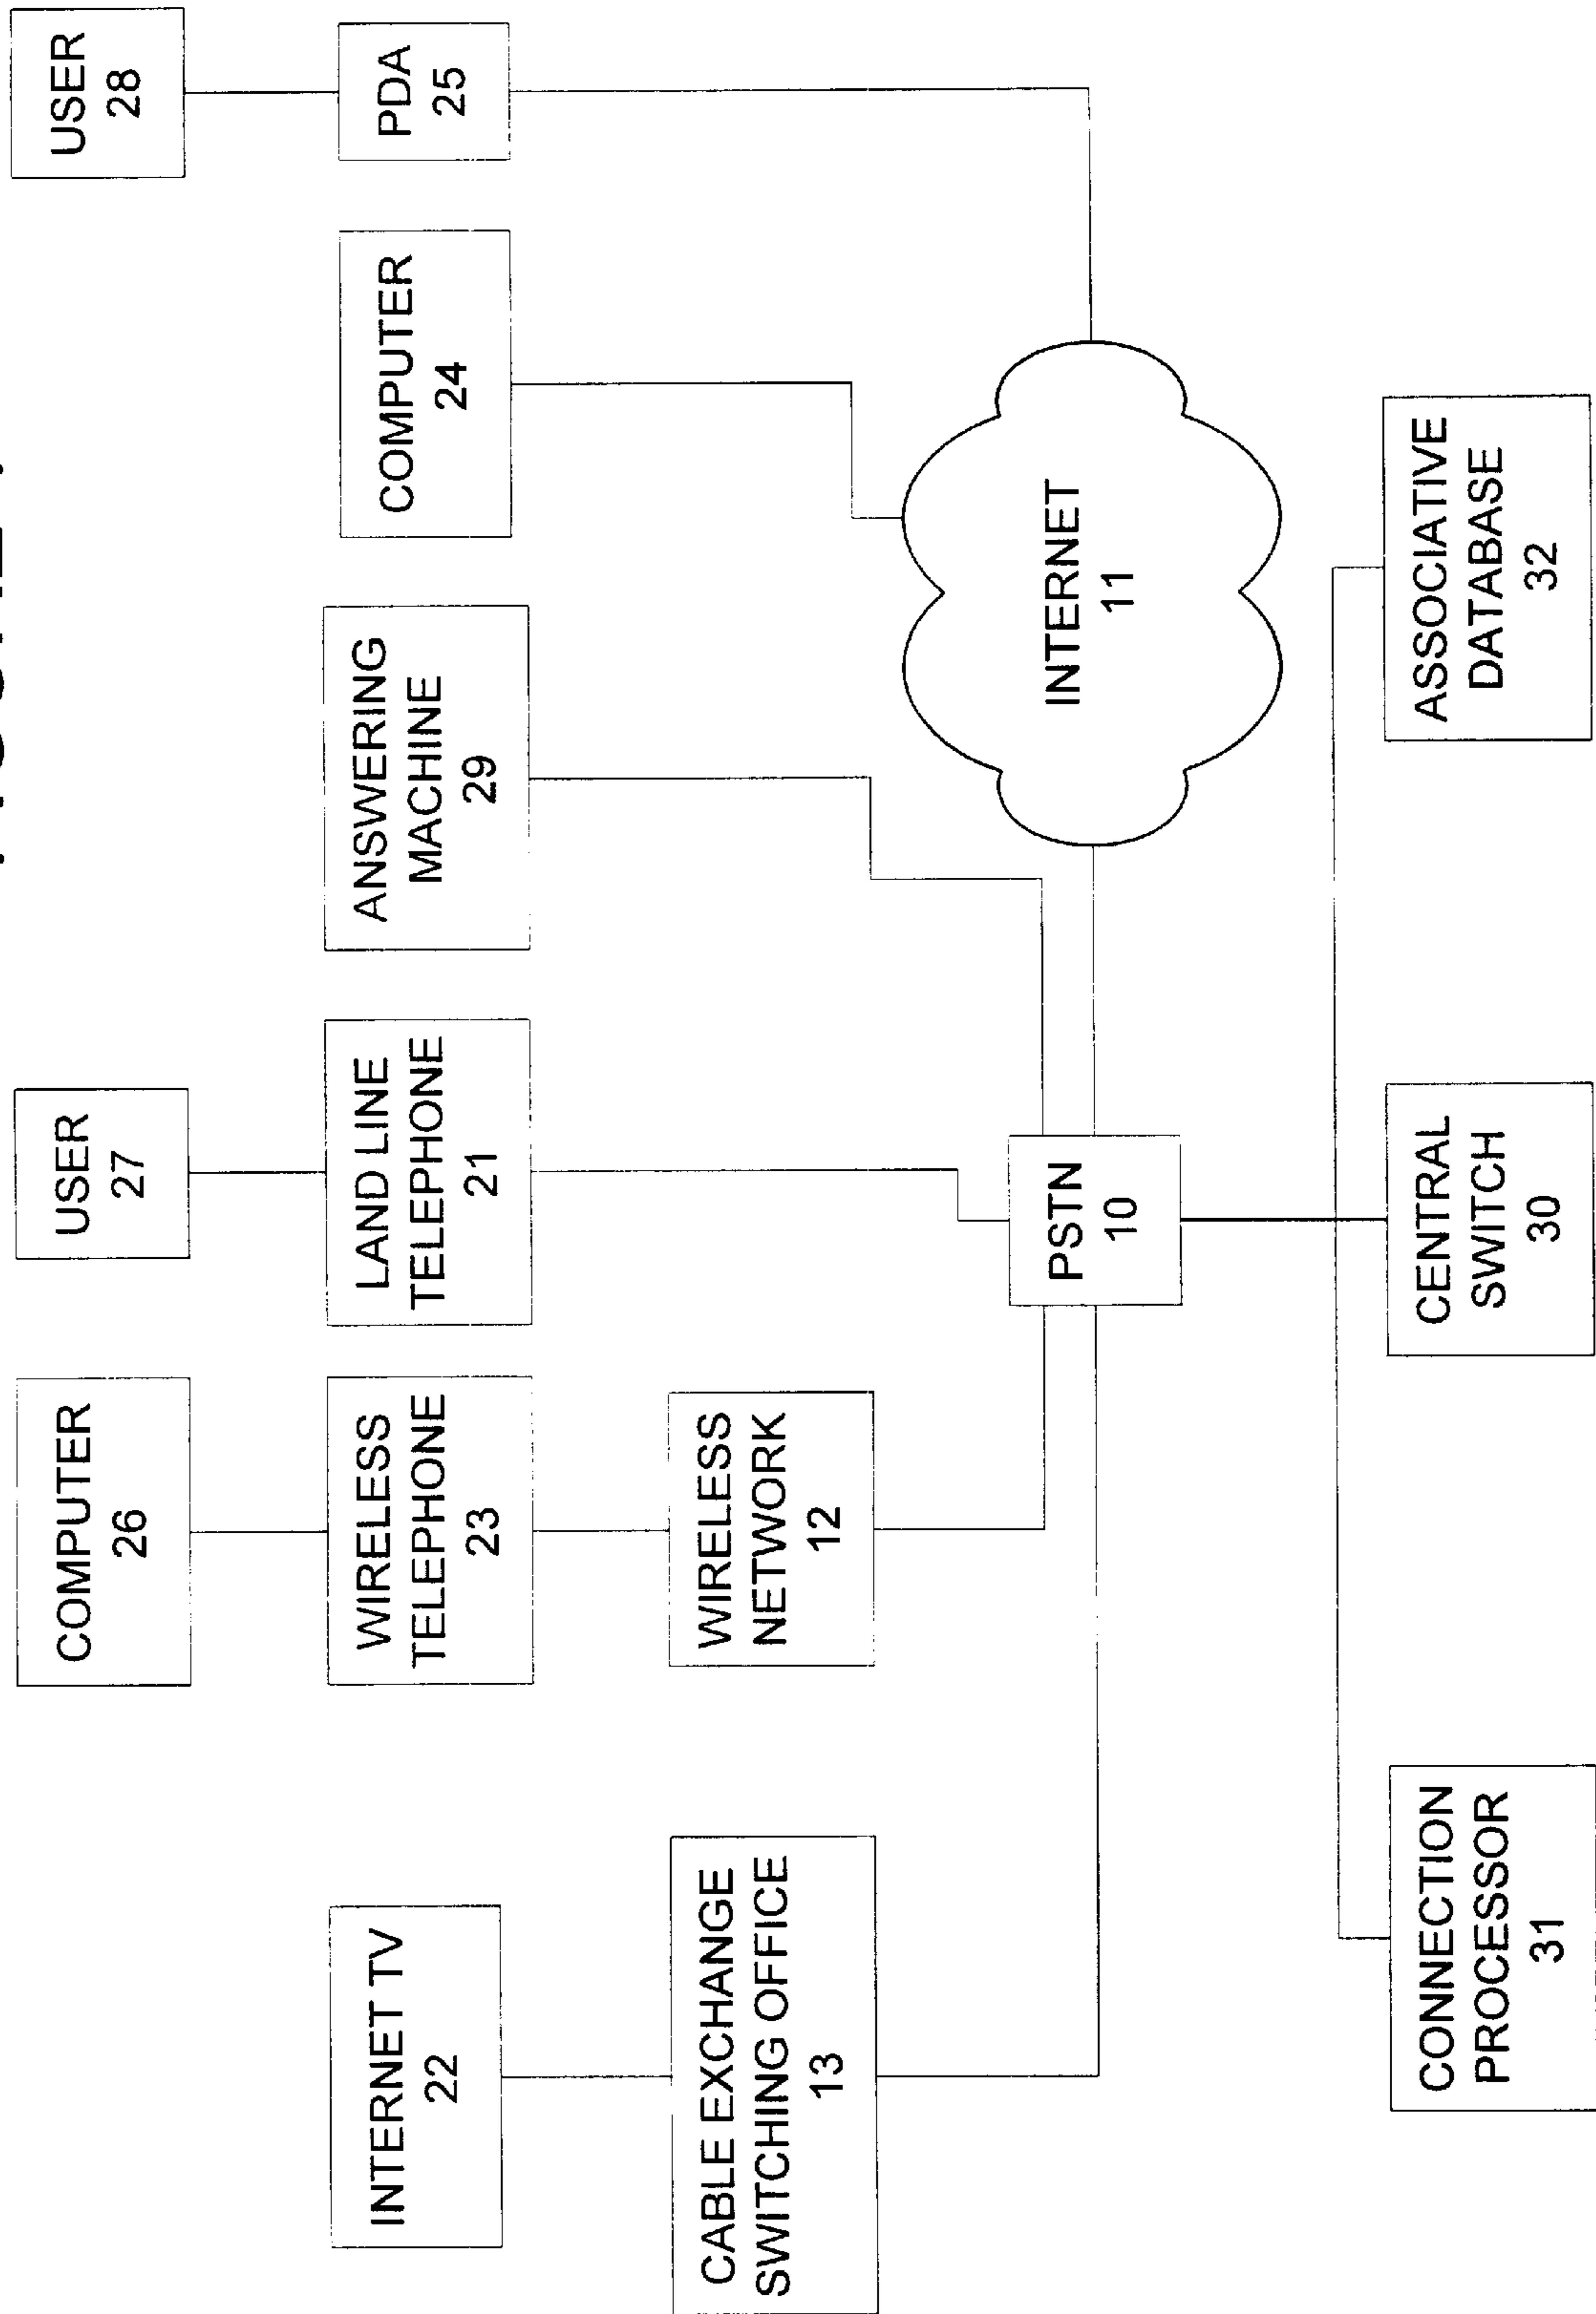 COMPUTER
26
USER
27
USER
28
INTERNET TV
22
WIRELESS
TELEPHONE
23
LAND LINE
TELEPHONE
21
ANSWERING
MACHINE
29
COMPUTER
24
PDA
25
CABLE EXCHANGE
SWITCHING OFFICE
13
WIRELESS
NETWORK
12
PSTN
10
INTERNET
11
CONNECTION
PROCESSOR
31
CENTRAL
SWITCH
30
ASSOCIATIVE
DATABASE
32